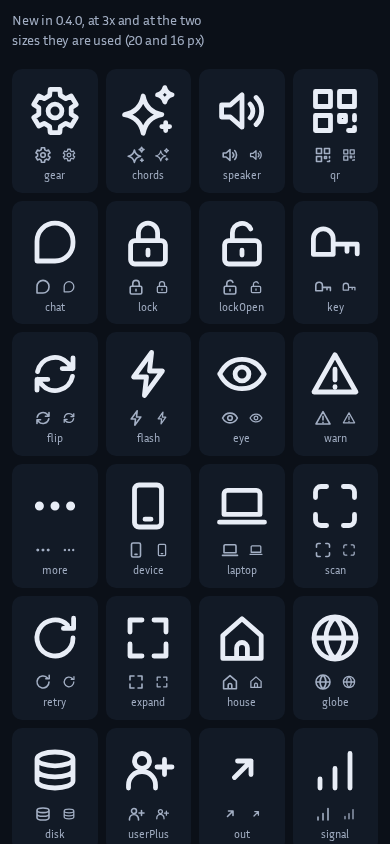 New in 0.4.0, at 3x and at the two
sizes they are used (20 and 16 px)
gear chords speaker qr
chat lock lockOpen key
flip flash eye warn
more device laptop scan
retry expand house globe
disk userPlus out signal